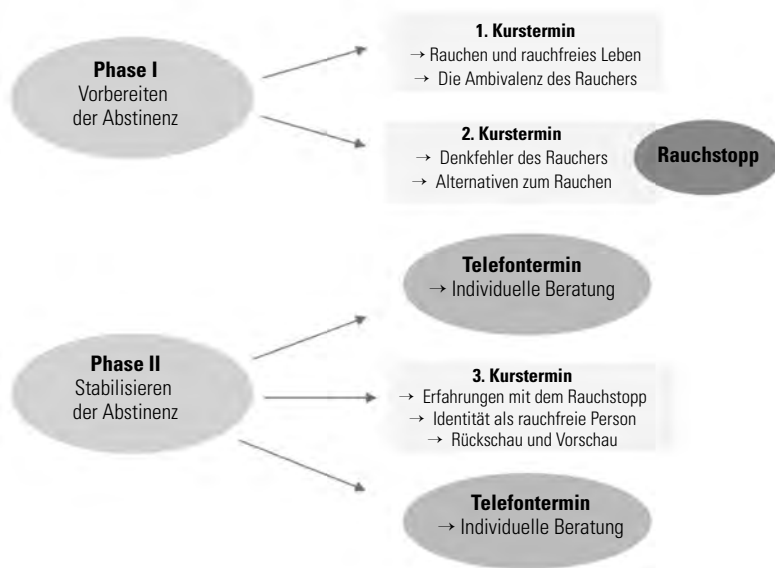 Phase I
Vorbereiten
der Abstinenz
1. Kurstermin
→ Rauchen und rauchfreies Leben
→ Die Ambivalenz des Rauchers
2. Kurstermin
→ Denkfehler des Rauchers
→ Alternativen zum Rauchen
Rauchstopp
Phase II
Stabilisieren
der Abstinenz
Telefontermin
→ Individuelle Beratung
3. Kurstermin
→ Erfahrungen mit dem Rauchstopp
→ Identität als rauchfreie Person
→ Rückschau und Vorschau
Telefontermin
→ Individuelle Beratung